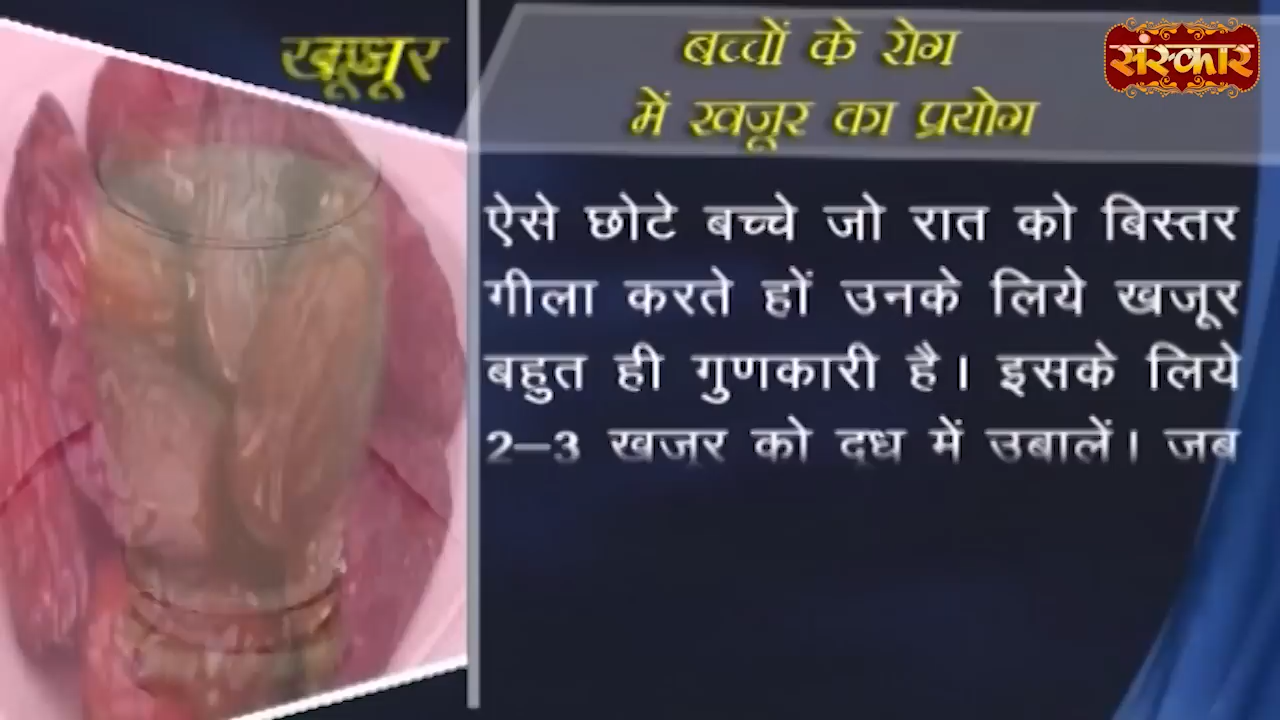 खजूर
बच्चों के रोग
में खजूर का प्रयोग
संस्कार
ऐसे छोटे बच्चे जो रात को बिस्तर
गीला करते हों उनके लिये खजूर
बहुत ही गुणकारी है। इसके लिये
2–3 खजूर को दूध में उबालें। जब